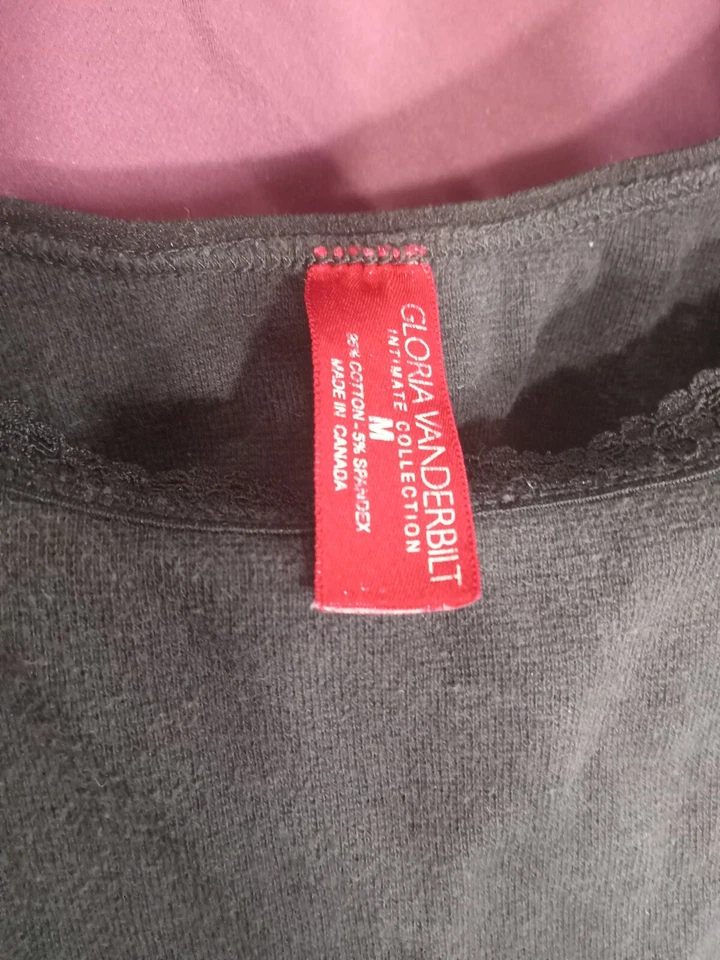 GLORIA VANDERBILT
INTIMATE COLLECTION
M
95% COTTON - 5% SPANDEX
MADE IN CANADA